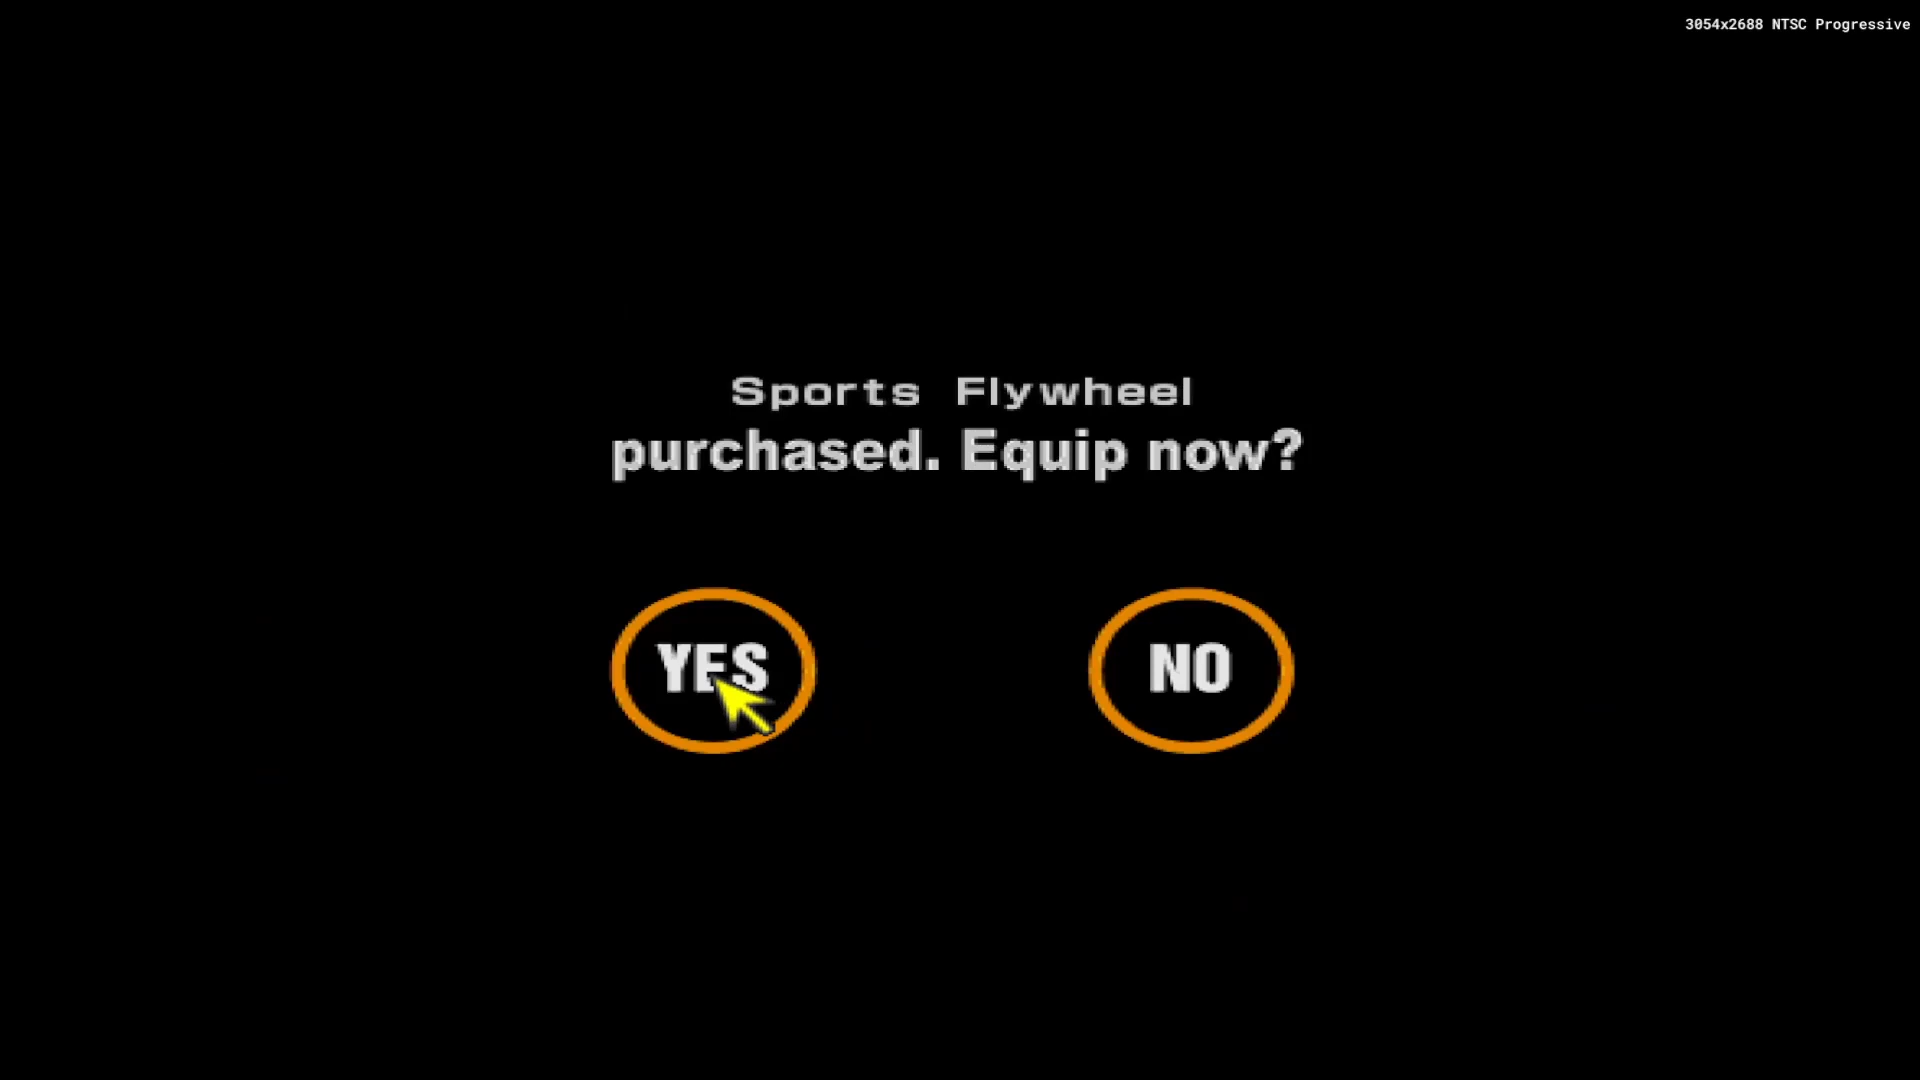 3054x2688 NTSC Progressive
Sports Flywheel
purchased. Equip now?
YES
NO